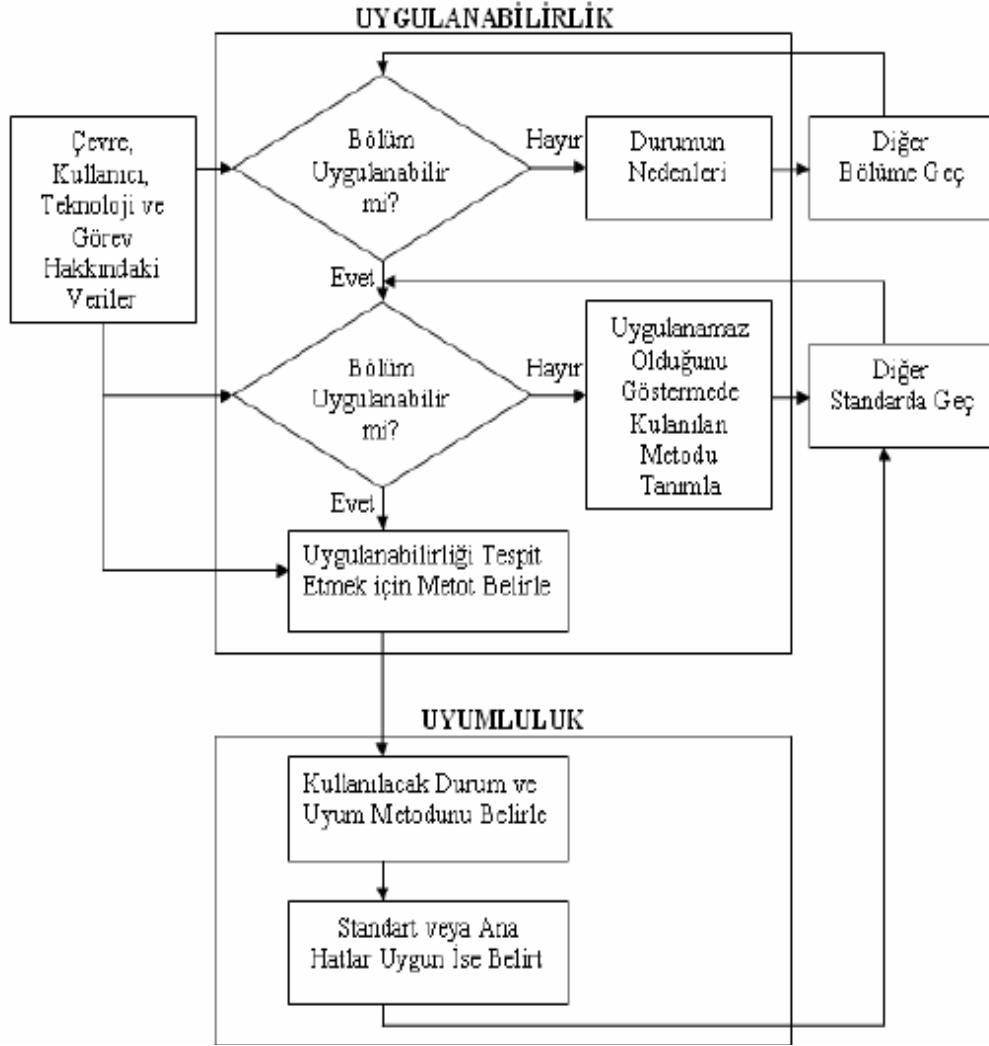 UYGULANABİLİRLİK
Çevre,
Kullanıcı,
Teknoloji ve
Görev
Hakkındaki
Veriler
Bölüm
Uygulanabilir
mi?
Hayır
Durumun
Nedenleri
Diğer
Bölüme Geç
Evet
Bölüm
Uygulanabilir
mi?
Hayır
Uygulanamaz
Olduğunu
Göstermede
Kulanılan
Metodu
Tanımla
Diğer
Standarda Geç
Evet
Uygulanabilirliği Tespit
Etmek için Metot Belirle
UYUMLULUK
Kullanılacak Durum ve
Uyum Metodunu Belirle
Standart veya Ana
Hatlar Uygun İse Belirt